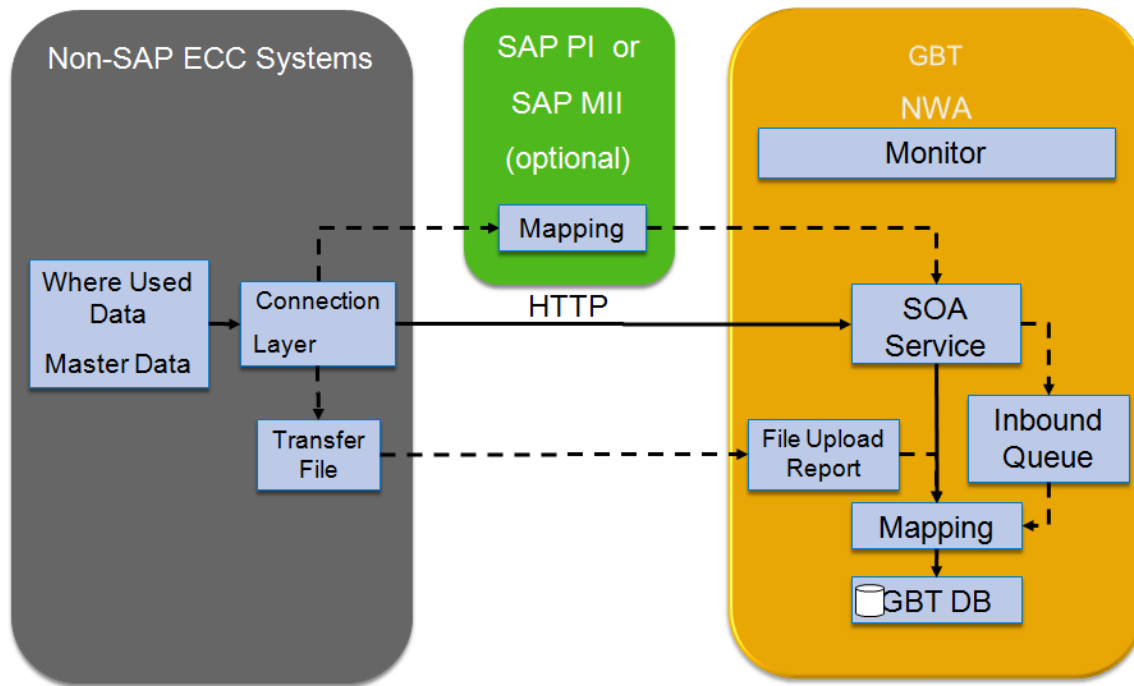 Non-SAP ECC Systems
Where Used
Data
Master Data
Connection
Layer
Transfer
File
SAP PI or
SAP MII
(optional)
Mapping
HTTP
GBT
NWA
Monitor
SOA
Service
Inbound
Queue
File Upload
Report
Mapping
GBT DB